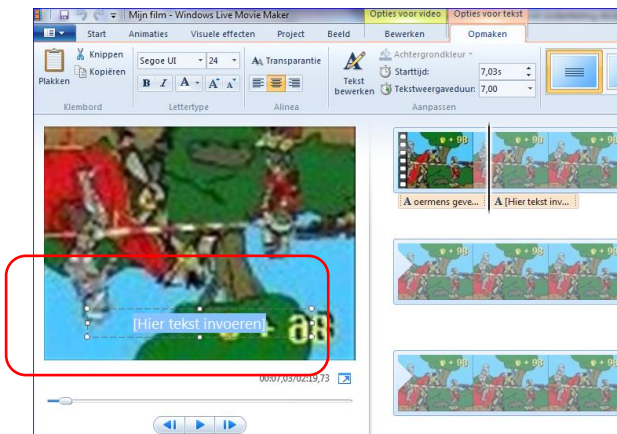 Mijn film - Windows Live Movie Maker
Opties voor video Opties voor tekst
Start Animaties Visuele effecten Project Beeld Bewerken Opmaken
Plakken
Knippen
Kopiëren
Klembord
Segoe UI 24
B I A A A
Lettertype
Transparantie
Alinea
Tekst bewerken
Achtergrondkleur
Starttijd: 7,03s
Tekstweergaveduur: 7,00
Aanpassen
[Hier tekst invoeren]
00:07,03/02:19,73
A oermens geve... A [Hier tekst inv...